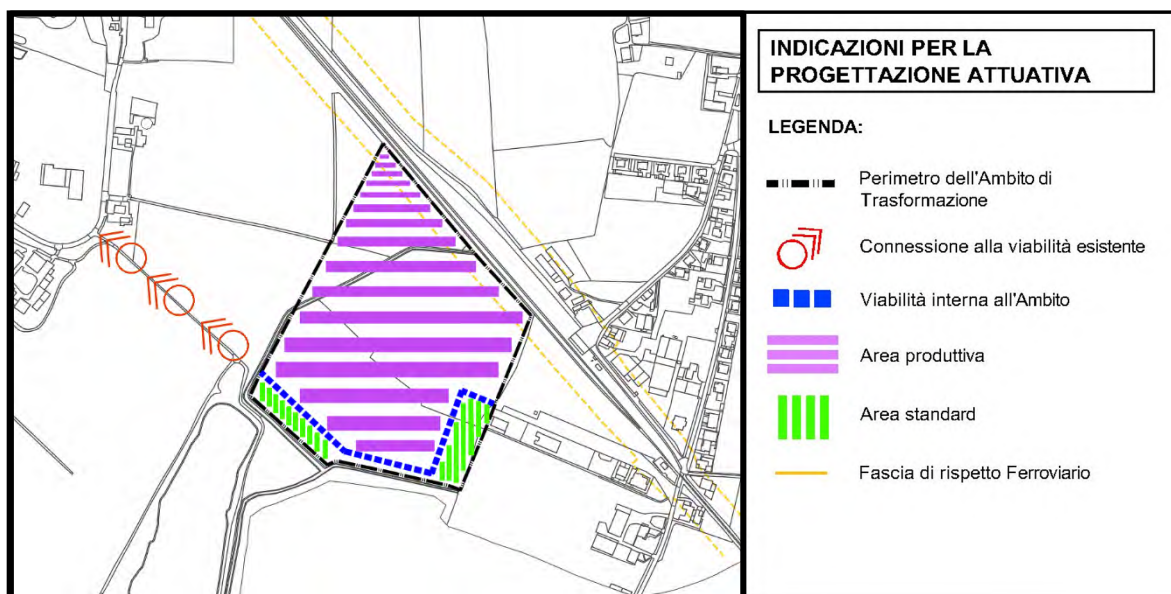 INDICAZIONI PER LA
PROGETTAZIONE ATTUATIVA
LEGENDA:
Perimetro dell'Ambito di
Trasformazione
Connessione alla viabilità esistente
Viabilità interna all'Ambito
Area produttiva
Area standard
Fascia di rispetto Ferroviario